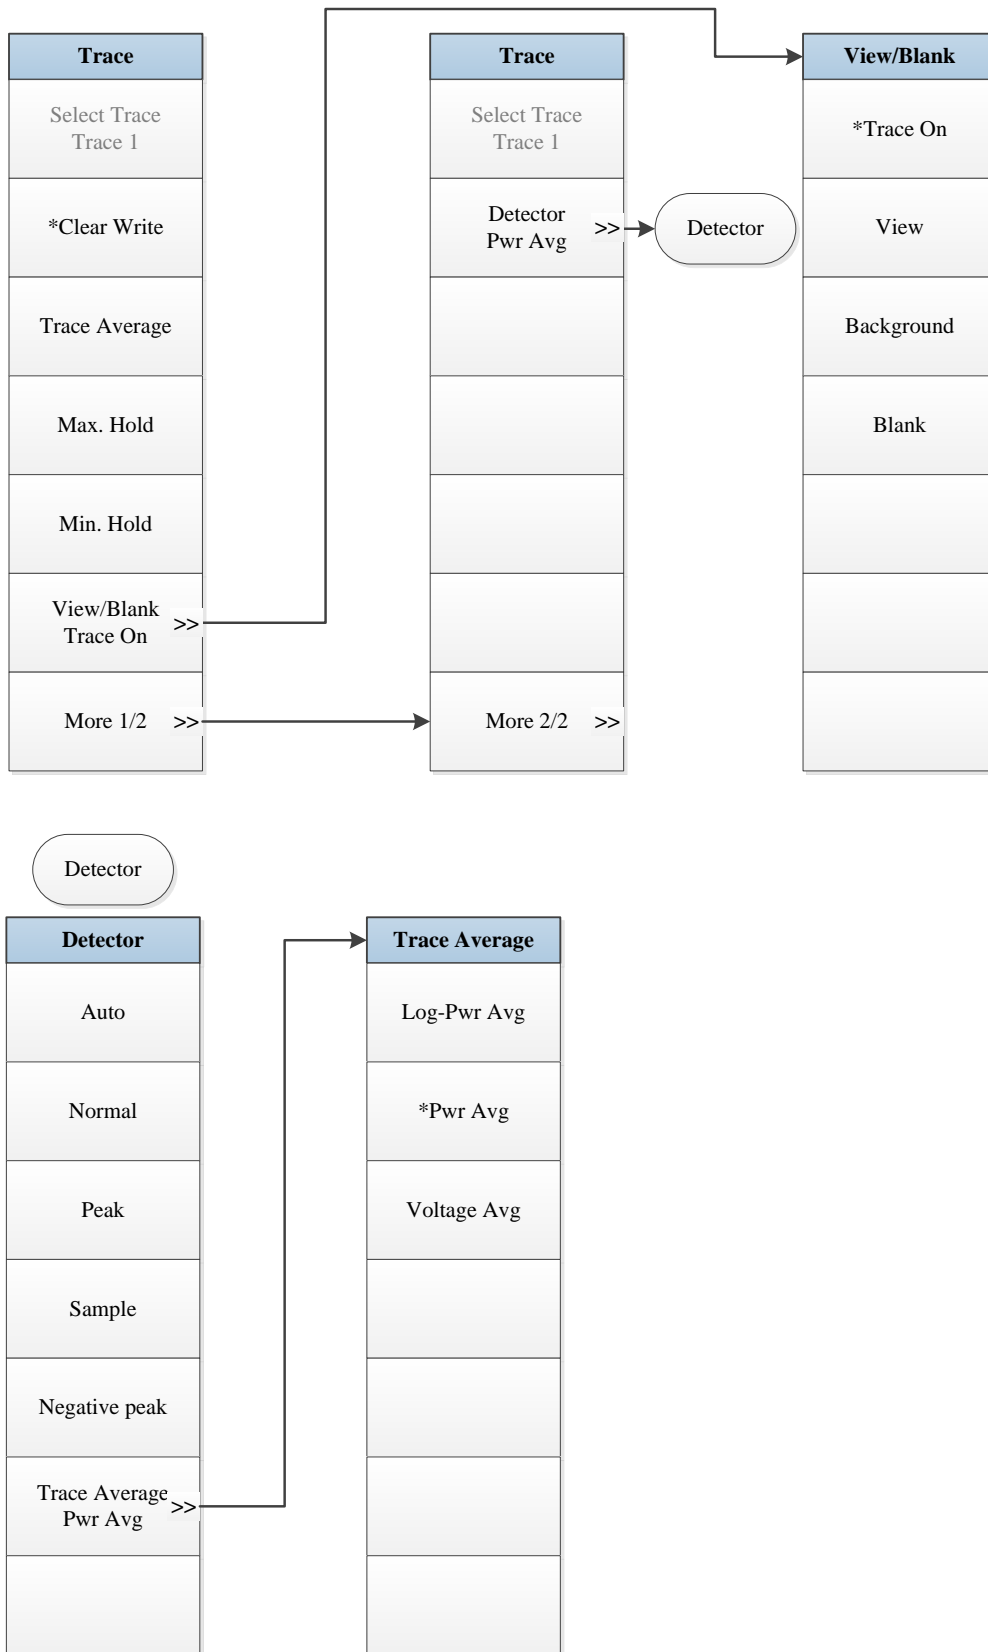 Trace
Select Trace
Trace 1
*Clear Write
Trace Average
Max. Hold
Min. Hold
View/Blank
Trace On
>>
More 1/2
>>
Trace
Select Trace
Trace 1
Detector
Pwr Avg
>>
Detector
More 2/2
>>
View/Blank
*Trace On
View
Background
Blank
Detector
Detector
Auto
Normal
Peak
Sample
Negative peak
Trace Average
Pwr Avg
>>
Trace Average
Log-Pwr Avg
*Pwr Avg
Voltage Avg